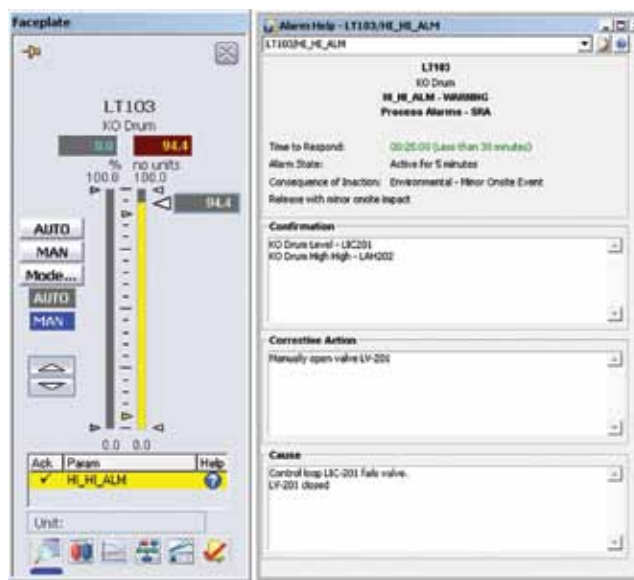 Faceplate
LT103
KO Drum
0.0 94.4
% no units
100.0 100.0
94.4
AUTO
MAN
Mode...
AUTO
MAN
0.0 0.0
Ack Param Help
✓ HI_HI_ALM ?
Unit:
Alarm Help - LT103/HI_HI_ALM
LT103/HI_HI_ALM
LT103
KO Drum
HI_HI_ALM - WARNING
Process Alarms - SRA
Time to Respond: 00:25:00 (Less than 30 minutes)
Alarm State: Active for 5 minutes
Consequence of Inaction: Environmental - Minor Onsite Event
Release with minor onsite impact
Confirmation
KO Drum Level - LIC201
KO Drum High High - LAH202
Corrective Action
Manually open valve LV-201
Cause
Control loop LIC-201 fails valve.
LV-201 closed